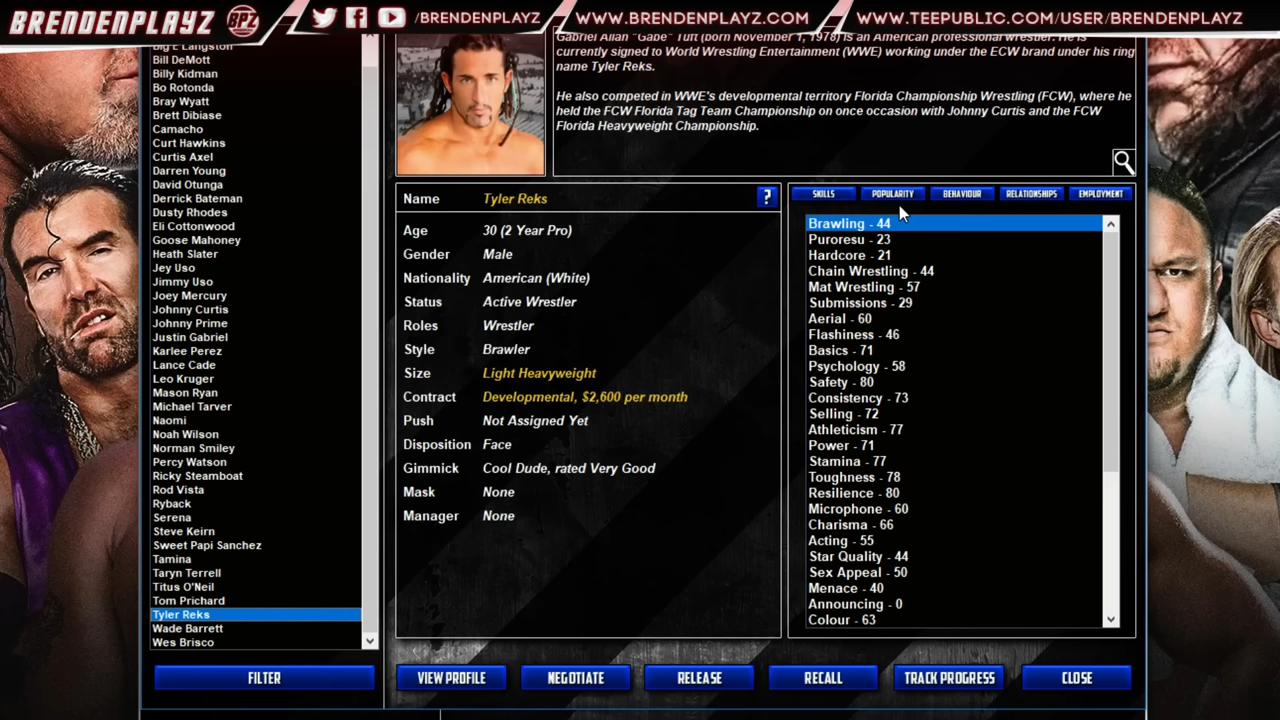 BRENDENPLAYZ BPZ /BRENDENPLAYZ WWW.BRENDENPLAYZ.COM WWW.TEEPUBLIC.COM/USER/BRENDENPLAYZ
Big E Langston
Bill DeMott
Billy Kidman
Bo Rotonda
Bray Wyatt
Brett Dibiase
Camacho
Curt Hawkins
Curtis Axel
Darren Young
David Otunga
Derrick Bateman
Dusty Rhodes
Eli Cottonwood
Goose Mahoney
Heath Slater
Jey Uso
Jimmy Uso
Joey Mercury
Johnny Curtis
Johnny Prime
Justin Gabriel
Karlee Perez
Lance Cade
Leo Kruger
Mason Ryan
Michael Tarver
Naomi
Noah Wilson
Norman Smiley
Percy Watson
Ricky Steamboat
Rod Vista
Ryback
Serena
Steve Keirn
Sweet Papi Sanchez
Tamina
Taryn Terrell
Titus O'Neil
Tom Prichard
Tyler Reks
Wade Barrett
Wes Brisco
FILTER
Gabriel Allan "Gabe" Tuft (born November 1, 1978) is an American professional wrestler. He is
currently signed to World Wrestling Entertainment (WWE) working under the ECW brand under his ring
name Tyler Reks.
He also competed in WWE's developmental territory Florida Championship Wrestling (FCW), where he
held the FCW Florida Tag Team Championship on once occasion with Johnny Curtis and the FCW
Florida Heavyweight Championship.
Name Tyler Reks ?
Age 30 (2 Year Pro)
Gender Male
Nationality American (White)
Status Active Wrestler
Roles Wrestler
Style Brawler
Size Light Heavyweight
Contract Developmental, $2,600 per month
Push Not Assigned Yet
Disposition Face
Gimmick Cool Dude, rated Very Good
Mask None
Manager None
SKILLS POPULARITY BEHAVIOUR RELATIONSHIPS EMPLOYMENT
Brawling - 44
Puroresu - 23
Hardcore - 21
Chain Wrestling - 44
Mat Wrestling - 57
Submissions - 29
Aerial - 60
Flashiness - 46
Basics - 71
Psychology - 58
Safety - 80
Consistency - 73
Selling - 72
Athleticism - 77
Power - 71
Stamina - 77
Toughness - 78
Resilience - 80
Microphone - 60
Charisma - 66
Acting - 55
Star Quality - 44
Sex Appeal - 50
Menace - 40
Announcing - 0
Colour - 63
VIEW PROFILE NEGOTIATE RELEASE RECALL TRACK PROGRESS CLOSE